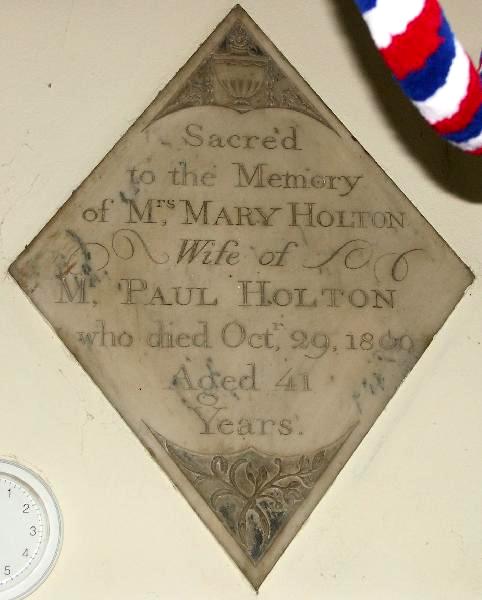 Sacred
to the Memory
of Mrs. MARY HOLTON
Wife of
M. PAUL HOLTON
who died Octr. 29, 1800
Aged 41
Years.
1
2
3
4
5